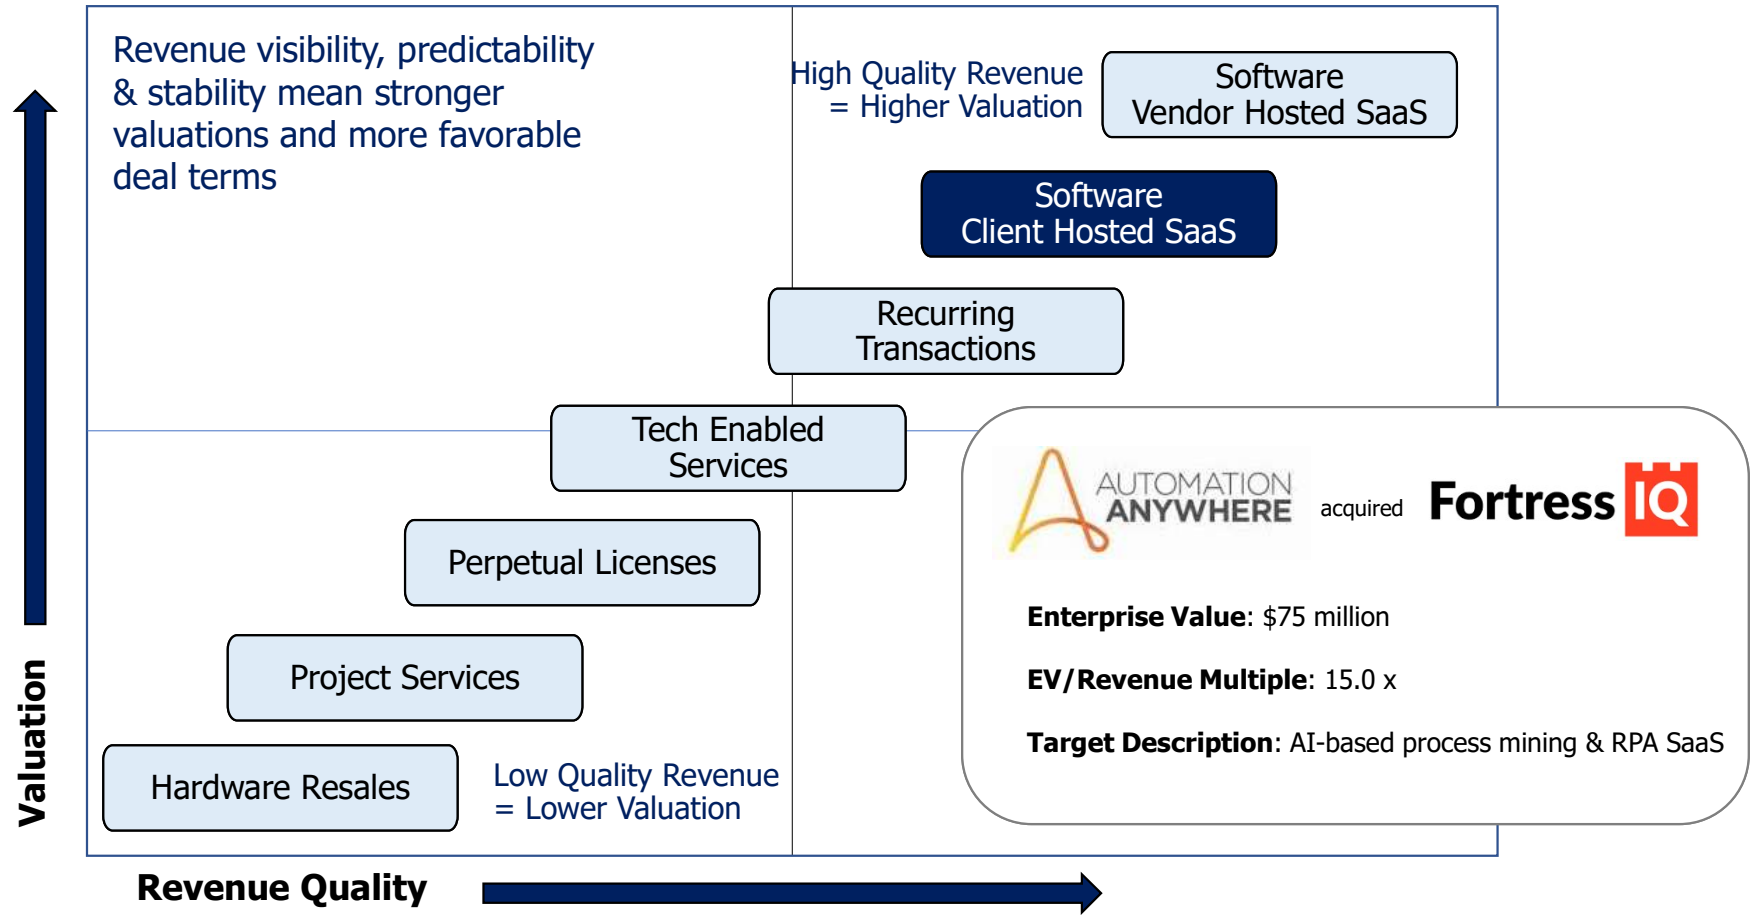 Revenue visibility, predictability
& stability mean stronger
valuations and more favorable
deal terms
High Quality Revenue
= Higher Valuation
Software
Vendor Hosted SaaS
Software
Client Hosted SaaS
Recurring
Transactions
Tech Enabled
Services
Perpetual Licenses
Project Services
Hardware Resales
Low Quality Revenue
= Lower Valuation
AUTOMATION
ANYWHERE
acquired
Fortress IQ
Enterprise Value: $75 million
EV/Revenue Multiple: 15.0 x
Target Description: AI-based process mining & RPA SaaS
Valuation
Revenue Quality